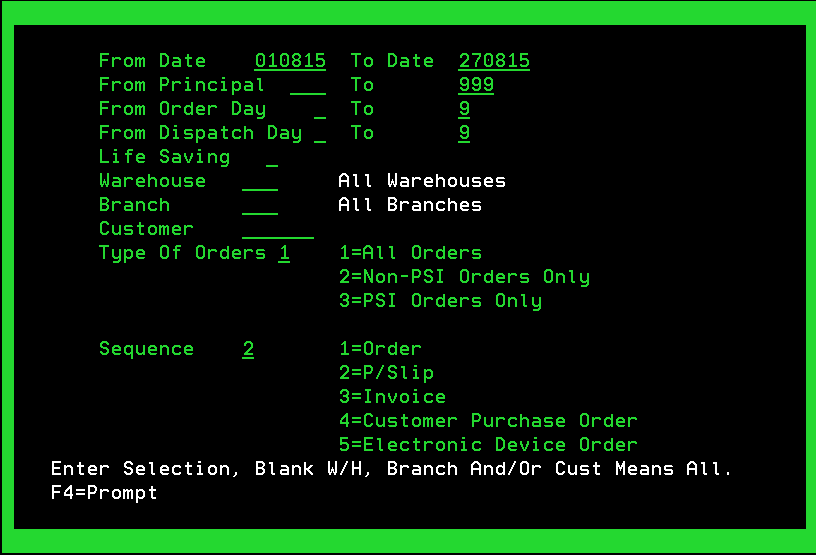 From Date 010815 To Date 270815
From Principal ___ To 999
From Order Day _ To 9
From Dispatch Day _ To 9
Life Saving _
Warehouse ___ All Warehouses
Branch ___ All Branches
Customer ______
Type Of Orders 1 1=All Orders
2=Non-PSI Orders Only
3=PSI Orders Only
Sequence 2 1=Order
2=P/Slip
3=Invoice
4=Customer Purchase Order
5=Electronic Device Order
Enter Selection, Blank W/H, Branch And/Or Cust Means All.
F4=Prompt